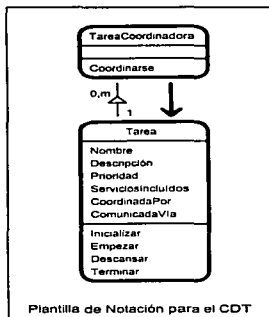 TareaCoordinadora
Coordinarse
0,m
1
Tarea
Nombre
Descripción
Prioridad
ServiciosIncluidos
CoordinadaPor
ComunicadaVía
Inicializar
Empezar
Descansar
Terminar
Plantilla de Notación para el CDT